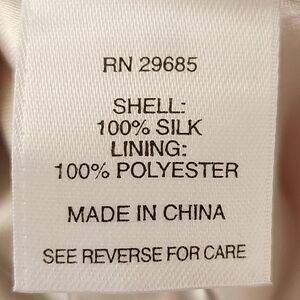 RN 29685
SHELL:
100% SILK
LINING:
100% POLYESTER
MADE IN CHINA
SEE REVERSE FOR CARE